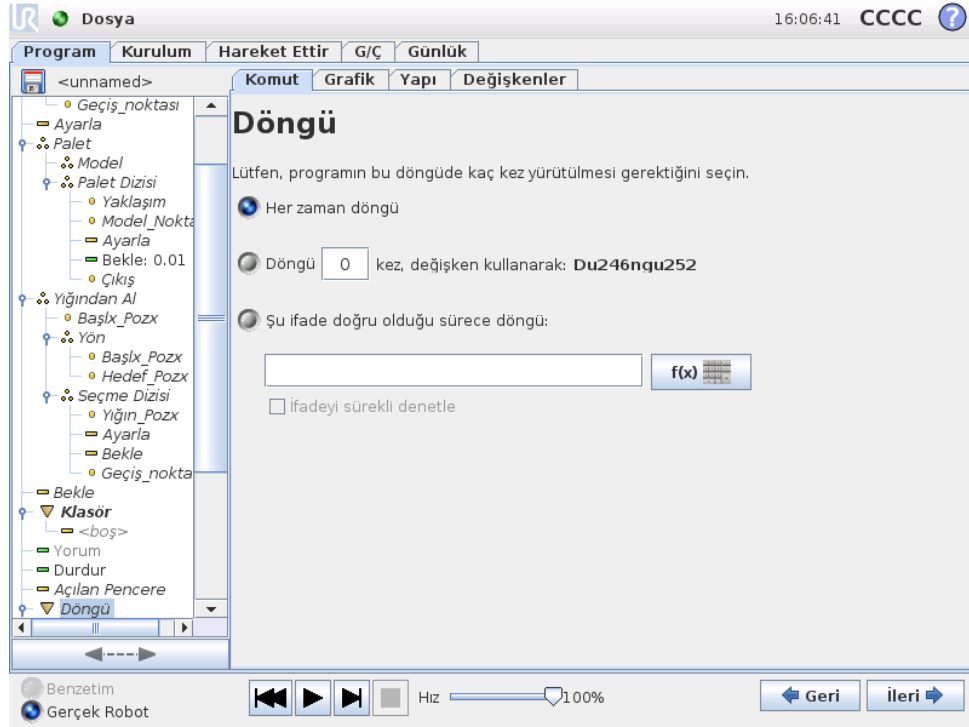 UR Dosya 16:06:41 CCCC ?
Program Kurulum Hareket Ettir G/Ç Günlük
<unnamed>
Komut Grafik Yapı Değişkenler
Geçiş_noktası
Ayarla
Palet
Model
Palet Dizisi
Yaklaşım
Model_Nokta
Ayarla
Bekle: 0.01
Çıkış
Yığından Al
Başlx_Pozx
Yön
Başlx_Pozx
Hedef_Pozx
Seçme Dizisi
Yığın_Pozx
Ayarla
Bekle
Geçiş_nokta
Bekle
Klasör
<boş>
Yorum
Durdur
Açılan Pencere
Döngü
Döngü
Lütfen, programın bu döngüde kaç kez yürütülmesi gerektiğini seçin.
Her zaman döngü
Döngü 0 kez, değişken kullanarak: Du246ngu252
Şu ifade doğru olduğu sürece döngü:
f(x)
İfadeyi sürekli denetle
Benzetim
Gerçek Robot
Hız 100%
Geri İleri